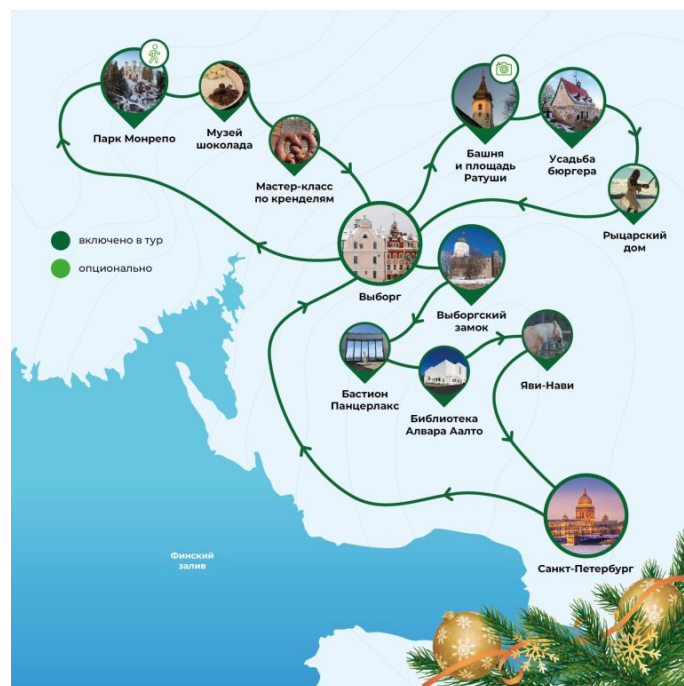 Парк Монрепо
Музей
шоколада
Мастер-класс
по кренделям
Башня
и площадь
Ратуши
Усадьба
бюргера
Рыцарский
дом
включено в тур
опционально
Выборг
Выборгский
замок
Бастион
Панцерлакс
Библиотека
Алвара Аалто
Яви-Нави
Санкт-Петербург
Финский
залив